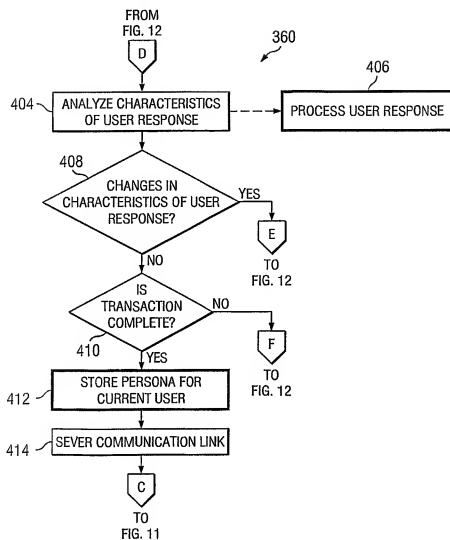 FROM
FIG. 12
D
360
404
ANALYZE CHARACTERISTICS
OF USER RESPONSE
406
PROCESS USER RESPONSE
408
CHANGES IN
CHARACTERISTICS OF USER
RESPONSE?
YES
E
TO
FIG. 12
NO
IS
TRANSACTION
COMPLETE?
410
NO
F
TO
FIG. 12
YES
412
STORE PERSONA FOR
CURRENT USER
414
SEVER COMMUNICATION LINK
C
TO
FIG. 11